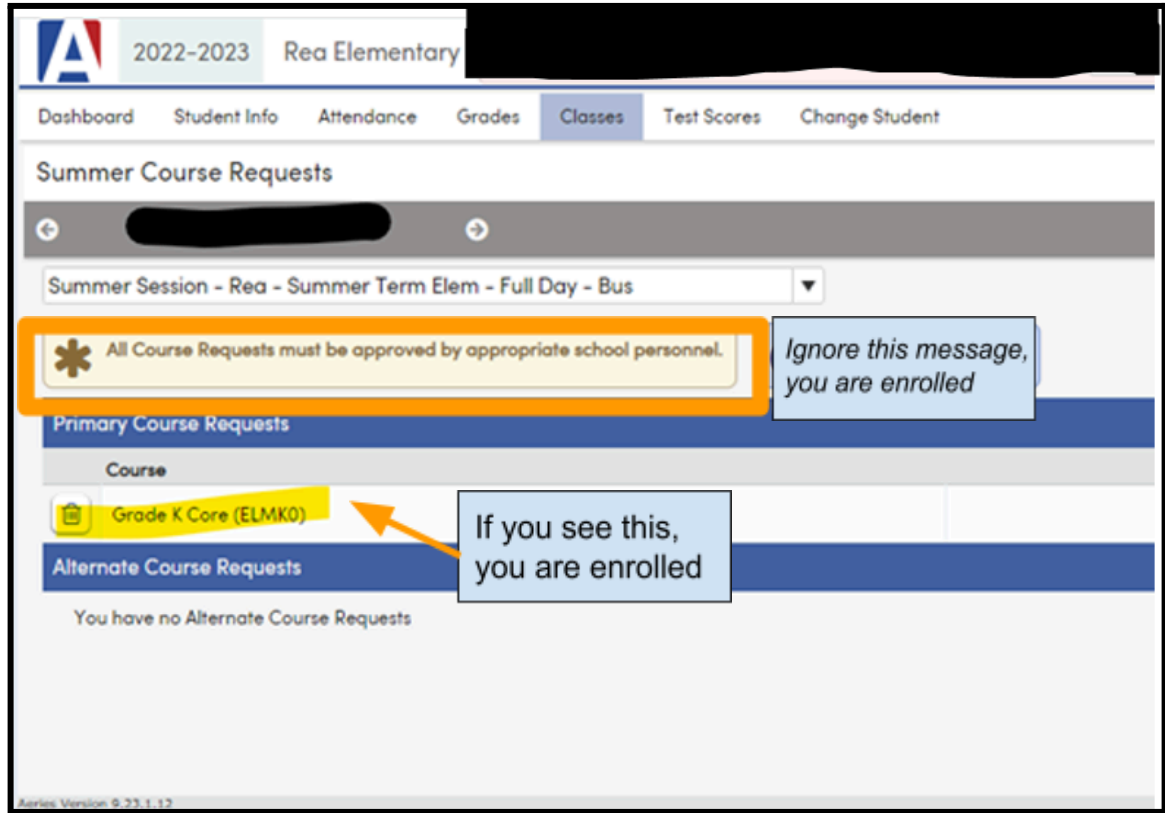 2022-2023 Rea Elementary
Dashboard Student Info Attendance Grades Classes Test Scores Change Student
Summer Course Requests
Summer Session - Rea - Summer Term Elem - Full Day - Bus
All Course Requests must be approved by appropriate school personnel.
Ignore this message,
you are enrolled
Primary Course Requests
Course
Grade K Core (ELMK0)
If you see this,
you are enrolled
Alternate Course Requests
You have no Alternate Course Requests
Aeries Version 9.23.1.12